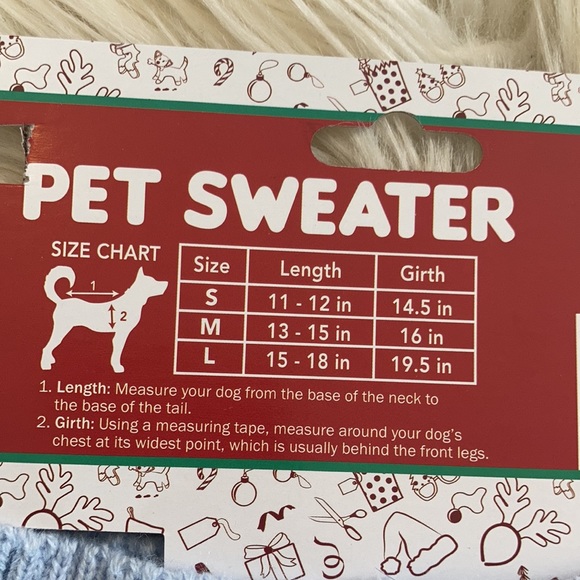 PET SWEATER
SIZE CHART
1
2
Size Length Girth
S 11 - 12 in 14.5 in
M 13 - 15 in 16 in
L 15 - 18 in 19.5 in
1. Length: Measure your dog from the base of the neck to
the base of the tail.
2. Girth: Using a measuring tape, measure around your dog's
chest at its widest point, which is usually behind the front legs.